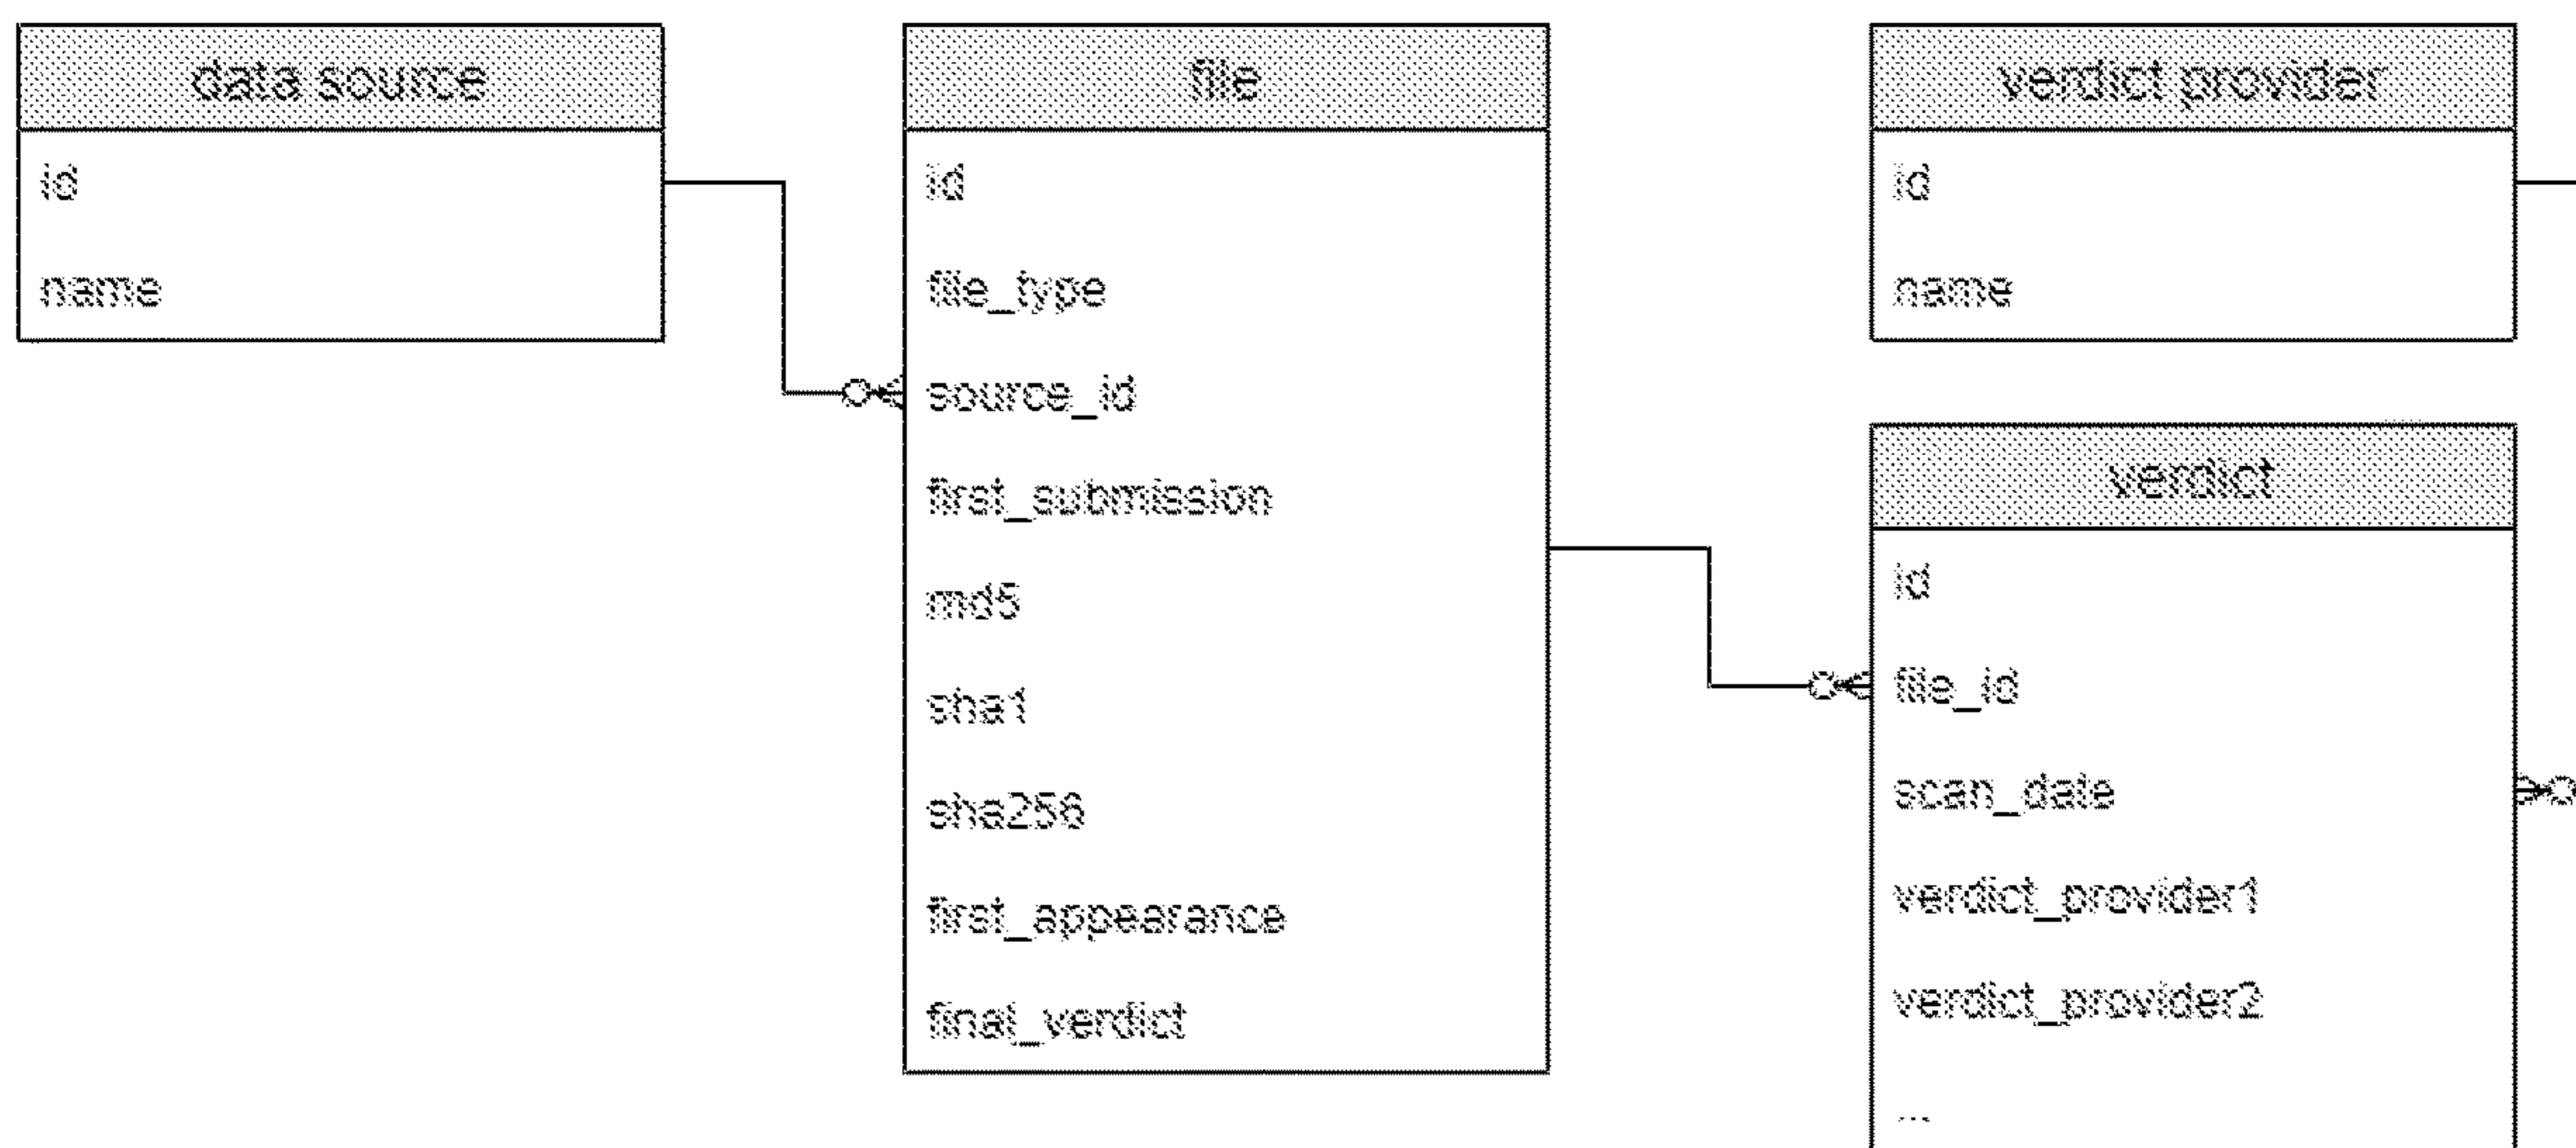 data source
id
name
file
id
file_type
source_id
first_submission
md5
sha1
sha256
first_appearance
final_verdict
verdict provider
id
name
verdict
id
file_id
scan_date
verdict_provider1
verdict_provider2
...